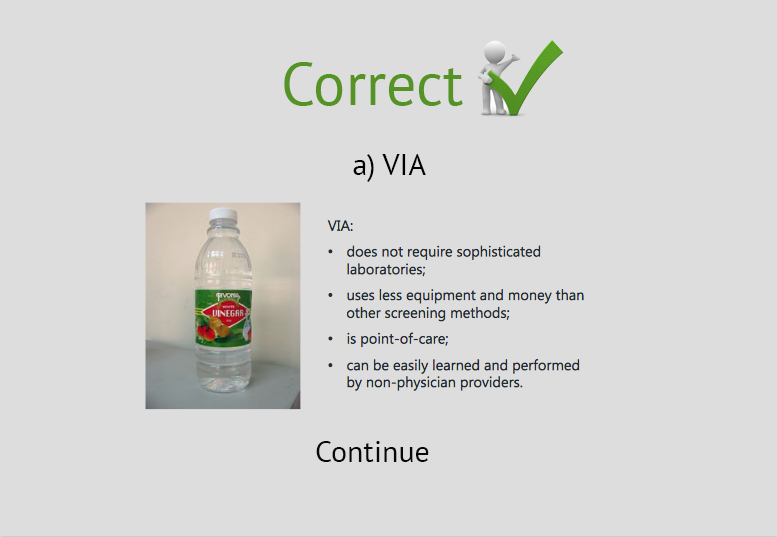 Correct
a) VIA
VINEGAR
VIA:
• does not require sophisticated
laboratories;
• uses less equipment and money than
other screening methods;
• is point-of-care;
• can be easily learned and performed
by non-physician providers.
Continue